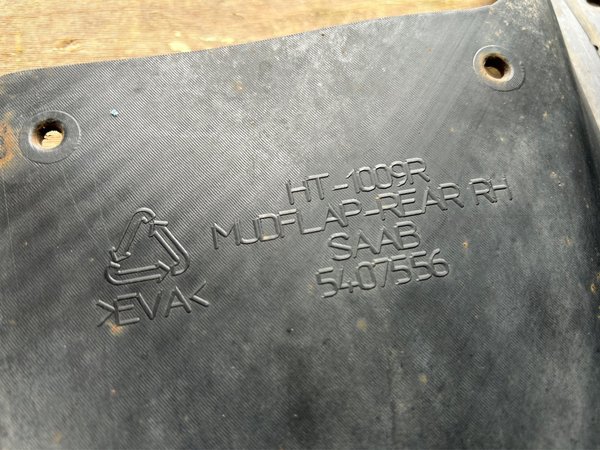 HT-1009R
MUDFLAP-REAR RH
SAAB
5407556
>EVA<